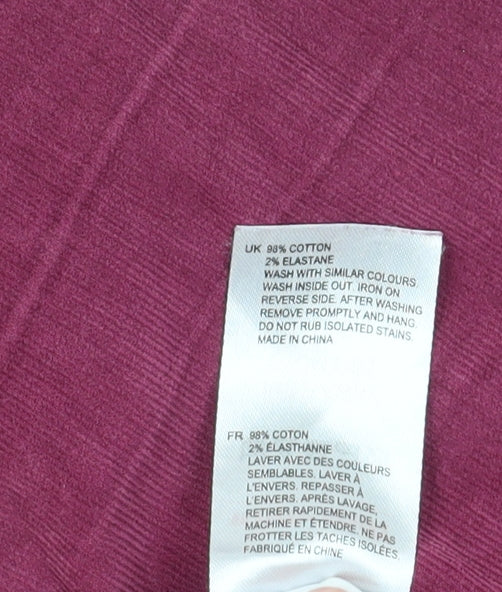 UK 98% COTTON
2% ELASTANE
WASH WITH SIMILAR COLOURS.
WASH INSIDE OUT. IRON ON
REVERSE SIDE. AFTER WASHING
REMOVE PROMPTLY AND HANG.
DO NOT RUB ISOLATED STAINS.
MADE IN CHINA
FR 98% COTON
2% ÉLASTHANNE
LAVER AVEC DES COULEURS
SEMBLABLES. LAVER À
L'ENVERS. REPASSER À
L'ENVERS. APRÈS LAVAGE,
RETIRER RAPIDEMENT DE LA
MACHINE ET ÉTENDRE. NE PAS
FROTTER LES TACHES ISOLÉES.
FABRIQUÉ EN CHINE